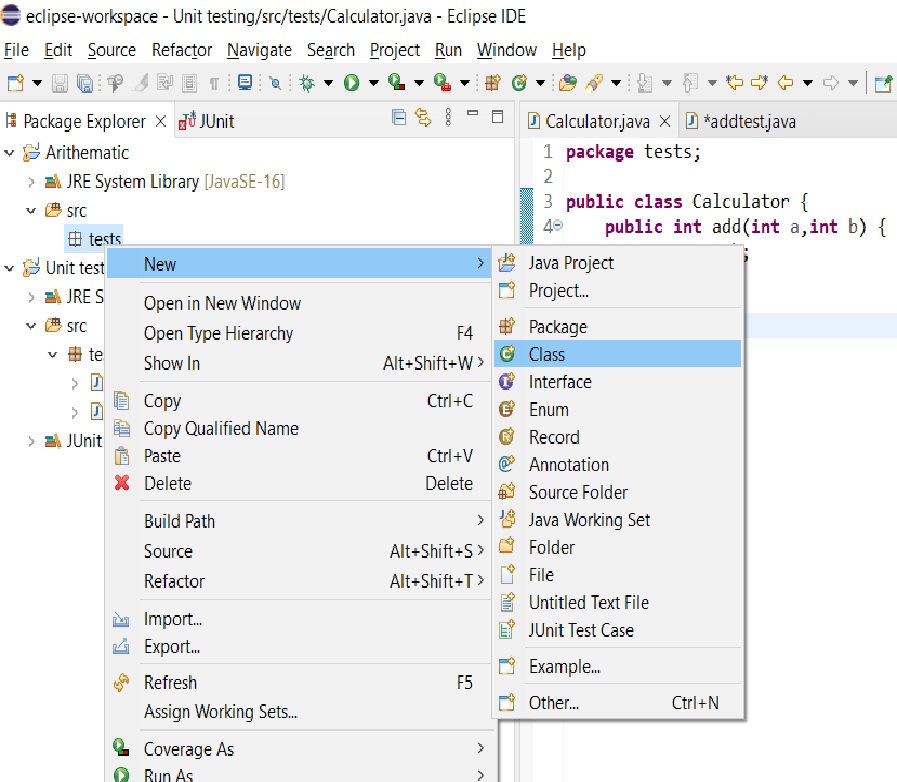 eclipse-workspace - Unit testing/src/tests/Calculator.java - Eclipse IDE
File Edit Source Refactor Navigate Search Project Run Window Help
Package Explorer JUnit
Calculator.java *addtest.java
Arithematic
JRE System Library [JavaSE-16]
src
tests
Unit test
JRE S
src
te
JUnit
1 package tests;
2
3 public class Calculator {
4 public int add(int a,int b) {
New
Open in New Window
Open Type Hierarchy F4
Show In Alt+Shift+W
Copy Ctrl+C
Copy Qualified Name
Paste Ctrl+V
Delete Delete
Build Path
Source Alt+Shift+S
Refactor Alt+Shift+T
Import...
Export...
Refresh F5
Assign Working Sets...
Coverage As
Run As
Java Project
Project...
Package
Class
Interface
Enum
Record
Annotation
Source Folder
Java Working Set
Folder
File
Untitled Text File
JUnit Test Case
Example...
Other... Ctrl+N